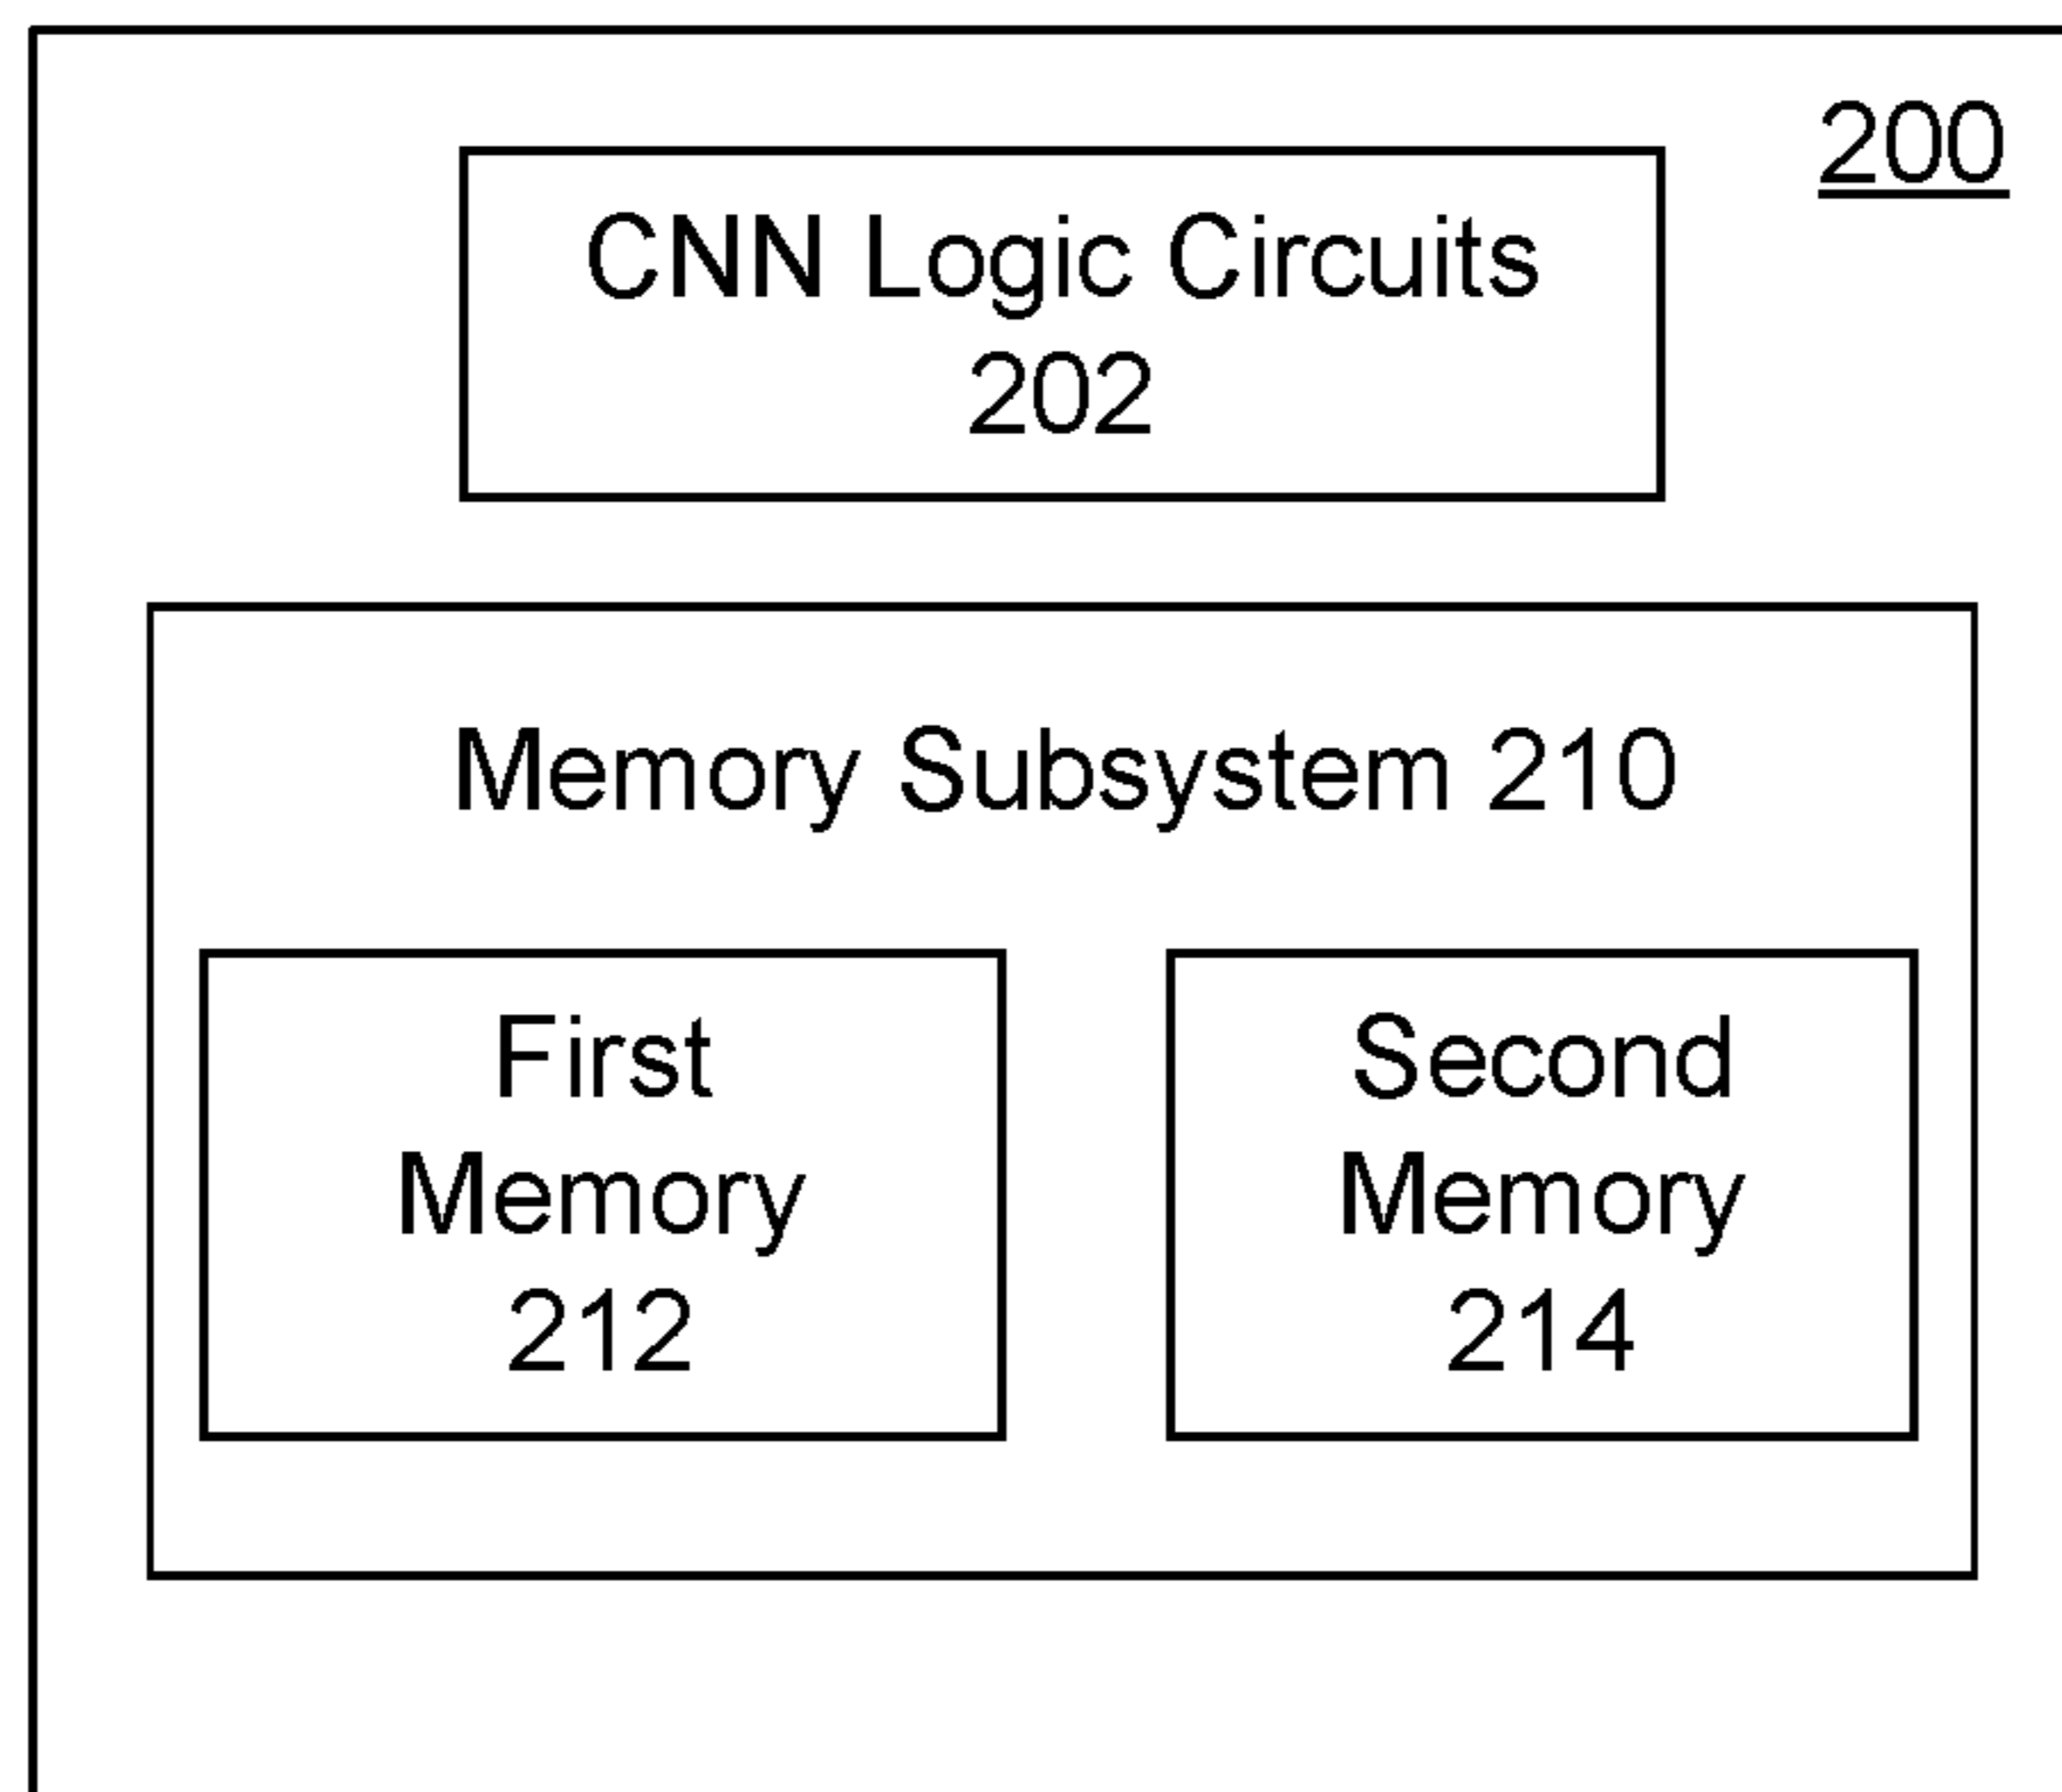 200
CNN Logic Circuits
202
Memory Subsystem 210
First
Memory
212
Second
Memory
214